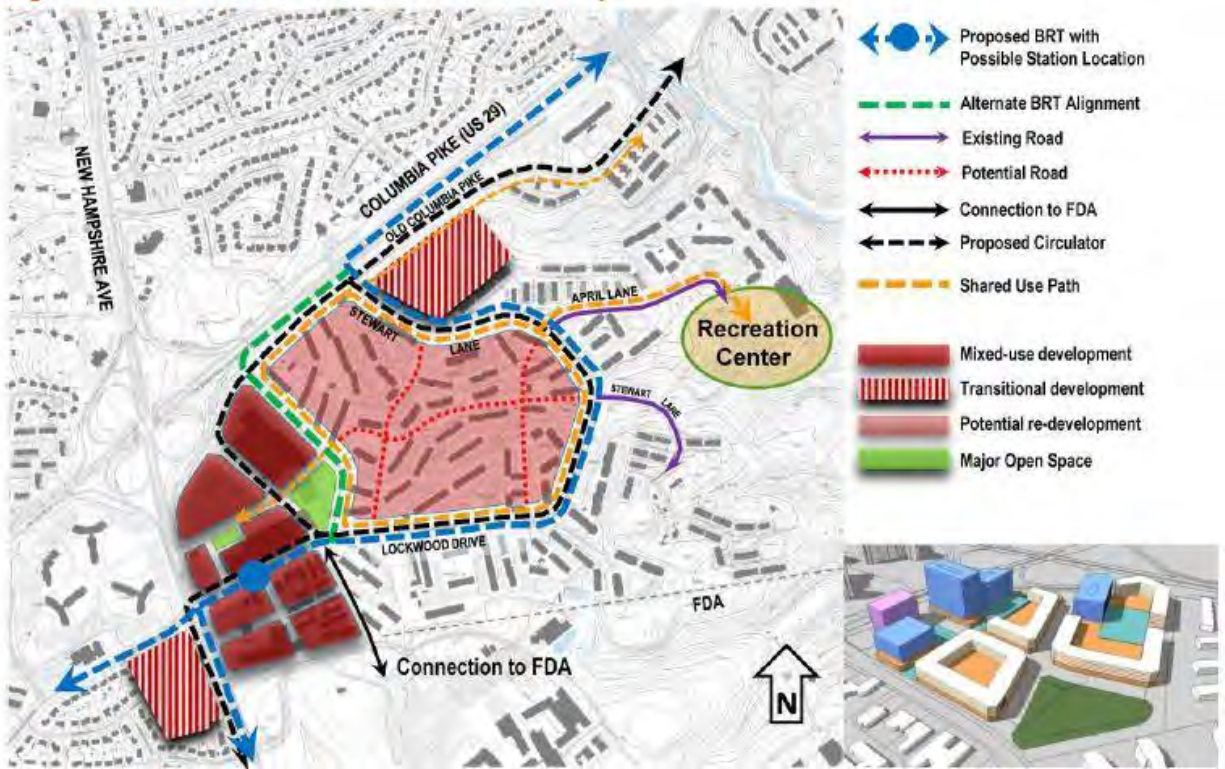 NEW HAMPSHIRE AVE
COLUMBIA PIKE (US 29)
OLD COLUMBIA PIKE
STEWART
LANE
APRIL LANE
Recreation
Center
STEWART LANE
LOCKWOOD DRIVE
FDA
Connection to FDA
N
Proposed BRT with
Possible Station Location
Alternate BRT Alignment
Existing Road
Potential Road
Connection to FDA
Proposed Circulator
Shared Use Path
Mixed-use development
Transitional development
Potential re-development
Major Open Space